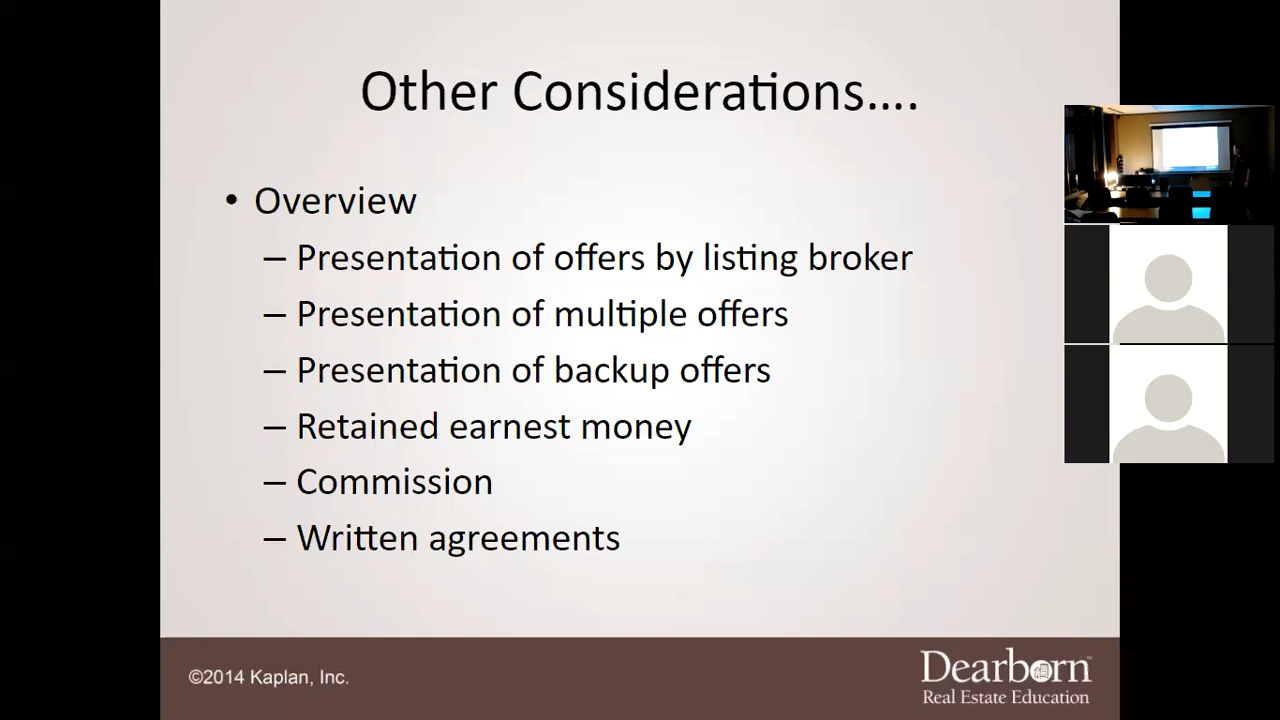 Other Considerations....
• Overview
– Presentation of offers by listing broker
– Presentation of multiple offers
– Presentation of backup offers
– Retained earnest money
– Commission
– Written agreements
©2014 Kaplan, Inc.
Dearborn™
Real Estate Education